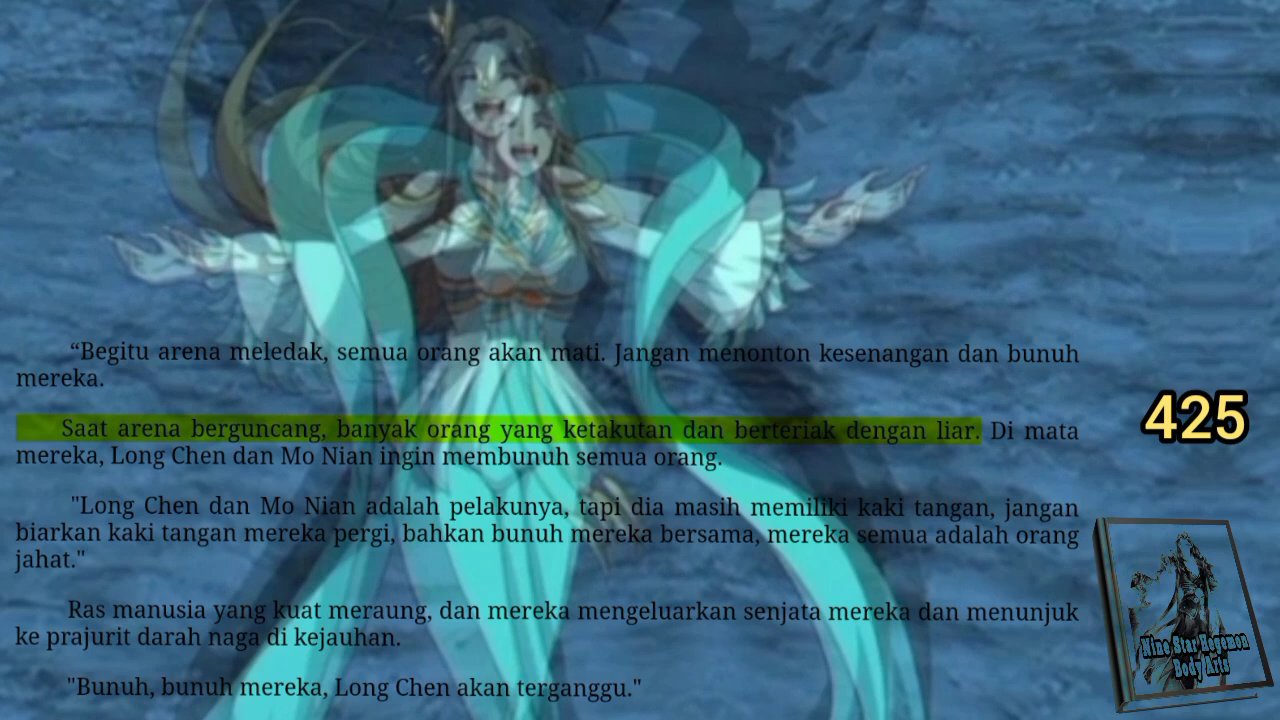 “Begitu arena meledak, semua orang akan mati. Jangan menonton kesenangan dan bunuh
mereka.
Saat arena berguncang, banyak orang yang ketakutan dan berteriak dengan liar. Di mata
mereka, Long Chen dan Mo Nian ingin membunuh semua orang.
"Long Chen dan Mo Nian adalah pelakunya, tapi dia masih memiliki kaki tangan, jangan
biarkan kaki tangan mereka pergi, bahkan bunuh mereka bersama, mereka semua adalah orang
jahat."
Ras manusia yang kuat meraung, dan mereka mengeluarkan senjata mereka dan menunjuk
ke prajurit darah naga di kejauhan.
"Bunuh, bunuh mereka, Long Chen akan terganggu."
425
Nine Star Hegemon
Body Arts